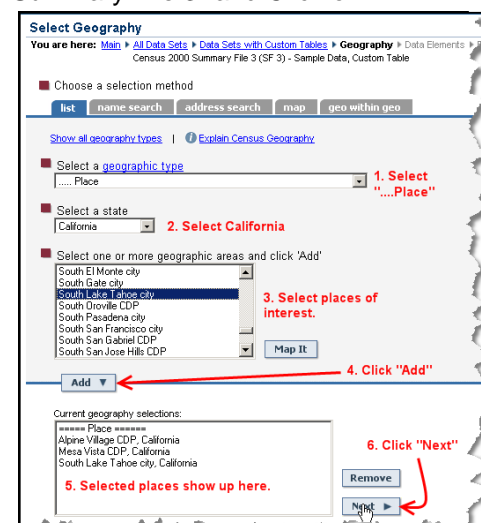 Select Geography
You are here: Main ▸ All Data Sets ▸ Data Sets with Custom Tables ▸ Geography ▸ Data Elements ▸
Census 2000 Summary File 3 (SF 3) - Sample Data, Custom Table
Choose a selection method
list name search address search map geo within geo
Show all geography types | Explain Census Geography
Select a geographic type
..... Place
1. Select
"....Place"
Select a state
California
2. Select California
Select one or more geographic areas and click 'Add'
South El Monte city
South Gate city
South Lake Tahoe city
South Oroville CDP
South Pasadena city
South San Francisco city
South San Gabriel CDP
South San Jose Hills CDP
3. Select places of
interest.
Map It
4. Click "Add"
Add ▼
Current geography selections:
===== Place ======
Alpine Village CDP, California
Mesa Vista CDP, California
South Lake Tahoe city, California
5. Selected places show up here.
6. Click "Next"
Remove
Next ▸